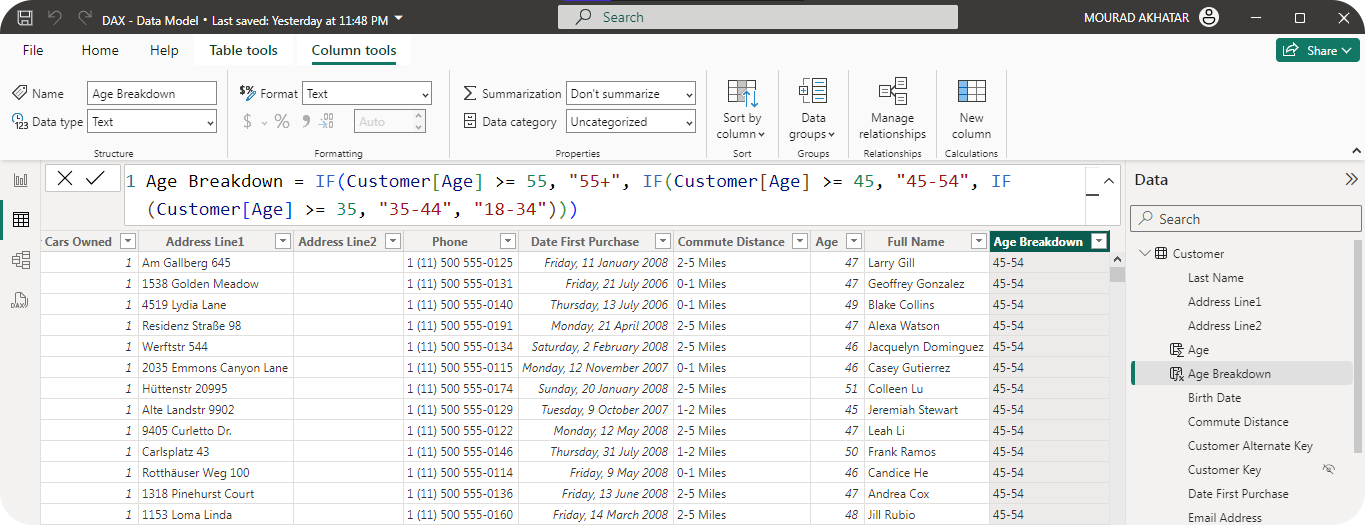 DAX - Data Model • Last saved: Yesterday at 11:48 PM
Search
MOURAD AKHATAR
File Home Help Table tools Column tools
Share
Name Age Breakdown
Data type Text
Structure
Format Text
$ % 9 Auto
Formatting
Summarization Don't summarize
Data category Uncategorized
Properties
Sort by
column
Sort
Data
groups
Groups
Manage
relationships
Relationships
New
column
Calculations
1 Age Breakdown = IF(Customer[Age] >= 55, "55+", IF(Customer[Age] >= 45, "45-54", IF
(Customer[Age] >= 35, "35-44", "18-34")))
Cars Owned Address Line1 Address Line2 Phone Date First Purchase Commute Distance Age Full Name Age Breakdown
1 Am Gallberg 645 1 (11) 500 555-0125 Friday, 11 January 2008 2-5 Miles 47 Larry Gill 45-54
1 1538 Golden Meadow 1 (11) 500 555-0131 Friday, 21 July 2006 0-1 Miles 47 Geoffrey Gonzalez 45-54
1 4519 Lydia Lane 1 (11) 500 555-0140 Thursday, 13 July 2006 0-1 Miles 49 Blake Collins 45-54
1 Residenz Straße 98 1 (11) 500 555-0191 Monday, 21 April 2008 2-5 Miles 47 Alexa Watson 45-54
1 Werftstr 544 1 (11) 500 555-0134 Saturday, 2 February 2008 2-5 Miles 46 Jacquelyn Dominguez 45-54
1 2035 Emmons Canyon Lane 1 (11) 500 555-0115 Monday, 12 November 2007 0-1 Miles 46 Casey Gutierrez 45-54
1 Hüttenstr 20995 1 (11) 500 555-0174 Sunday, 20 January 2008 2-5 Miles 51 Colleen Lu 45-54
1 Alte Landstr 9902 1 (11) 500 555-0129 Tuesday, 9 October 2007 1-2 Miles 45 Jeremiah Stewart 45-54
1 9405 Curletto Dr. 1 (11) 500 555-0122 Monday, 12 May 2008 2-5 Miles 47 Leah Li 45-54
1 Carlsplatz 43 1 (11) 500 555-0146 Thursday, 31 July 2008 1-2 Miles 50 Frank Ramos 45-54
1 Rotthäuser Weg 100 1 (11) 500 555-0114 Friday, 9 May 2008 0-1 Miles 46 Candice He 45-54
1 1318 Pinehurst Court 1 (11) 500 555-0136 Friday, 13 June 2008 2-5 Miles 47 Andrea Cox 45-54
1 1153 Loma Linda 1 (11) 500 555-0160 Friday, 14 March 2008 2-5 Miles 48 Jill Rubio 45-54
Data
Search
Customer
Last Name
Address Line1
Address Line2
Age
Age Breakdown
Birth Date
Commute Distance
Customer Alternate Key
Customer Key
Date First Purchase
Email Address